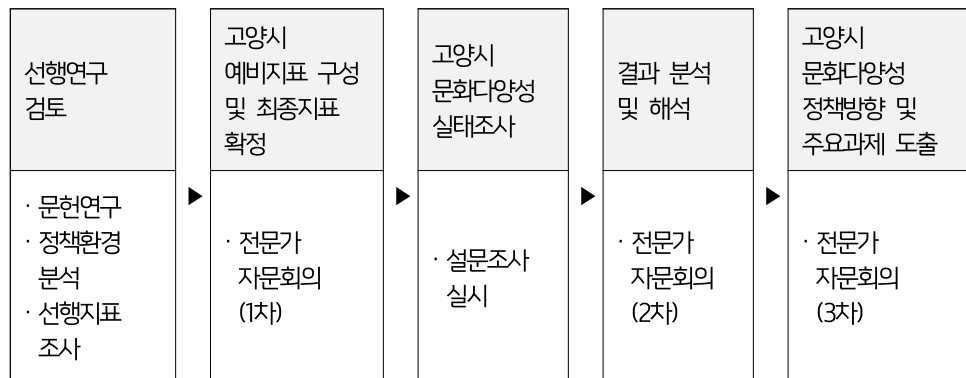 선행연구
검토
· 문헌연구
· 정책환경
분석
· 선행지표
조사
▶
고양시
예비지표 구성
및 최종지표
확정
· 전문가
자문회의
(1차)
▶
고양시
문화다양성
실태조사
· 설문조사
실시
▶
결과 분석
및 해석
· 전문가
자문회의
(2차)
▶
고양시
문화다양성
정책방향 및
주요과제 도출
· 전문가
자문회의
(3차)